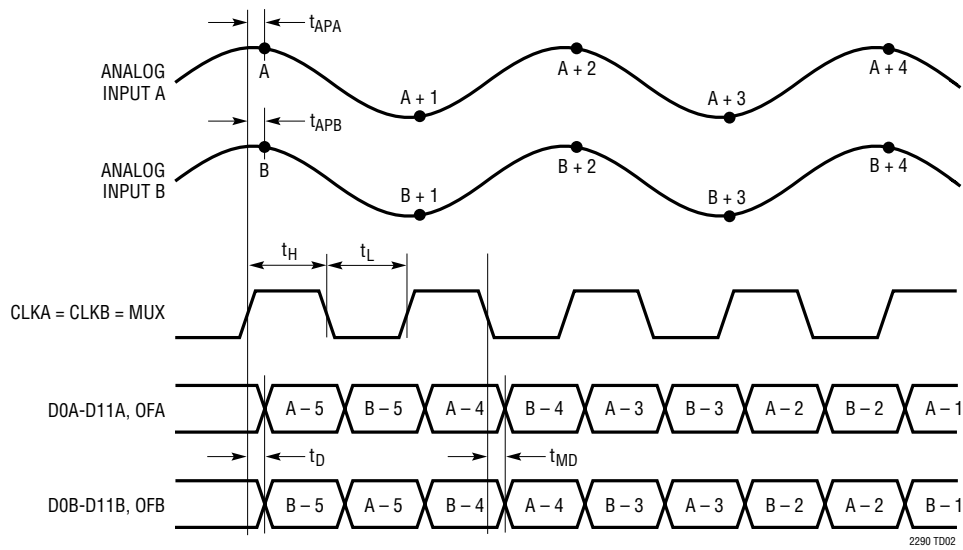 tAPA
ANALOG
INPUT A
A
A + 1
A + 2
A + 3
A + 4
tAPB
ANALOG
INPUT B
B
B + 1
B + 2
B + 3
B + 4
tH
tL
CLKA = CLKB = MUX
D0A-D11A, OFA
A – 5
B – 5
A – 4
B – 4
A – 3
B – 3
A – 2
B – 2
A – 1
tD
tMD
D0B-D11B, OFB
B – 5
A – 5
B – 4
A – 4
B – 3
A – 3
B – 2
A – 2
B – 1
2290 TD02